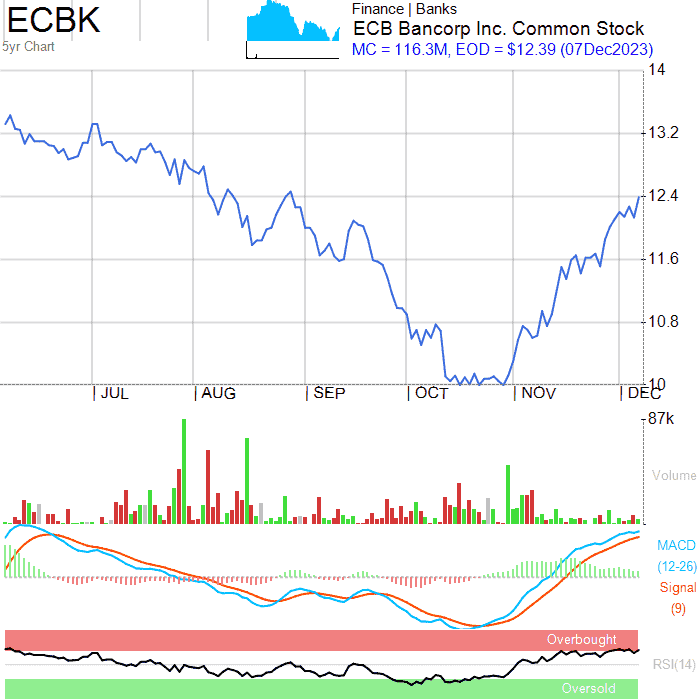 ECBK
5yr Chart
Finance | Banks
ECB Bancorp Inc. Common Stock
MC = 116.3M, EOD = $12.39 (07Dec2023)
14
13.2
12.4
11.6
10.8
10
JUL AUG SEP OCT NOV DEC
87k
Volume
MACD
(12-26)
Signal
(9)
Overbought
RSI(14)
Oversold